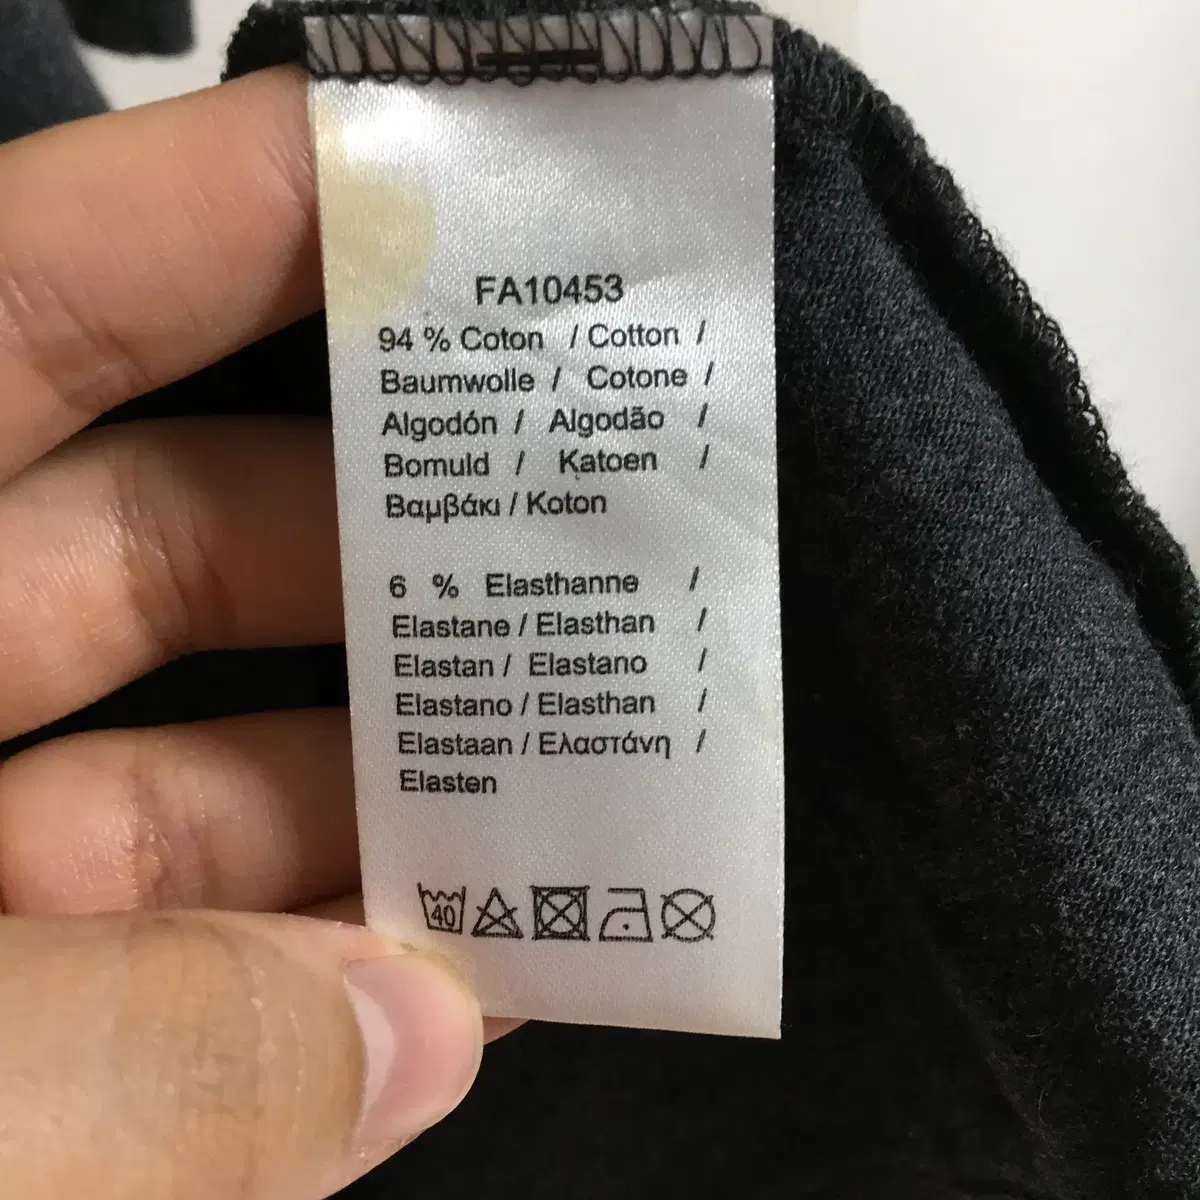 FA10453
94 % Coton / Cotton /
Baumwolle / Cotone /
Algodón / Algodão /
Bomuld / Katoen /
Βαμβάκι / Koton
6 % Elasthanne /
Elastane / Elasthan /
Elastan / Elastano /
Elastano / Elasthan /
Elastaan / Ελαστάνη /
Elasten
40